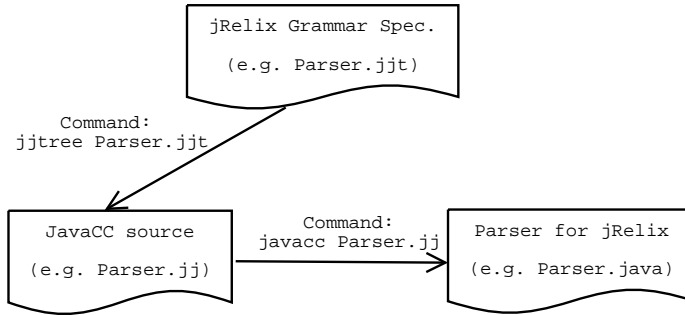 jRelix Grammar Spec.
(e.g. Parser.jjt)
Command:
jjtree Parser.jjt
JavaCC source
(e.g. Parser.jj)
Command:
javacc Parser.jj
Parser for jRelix
(e.g. Parser.java)